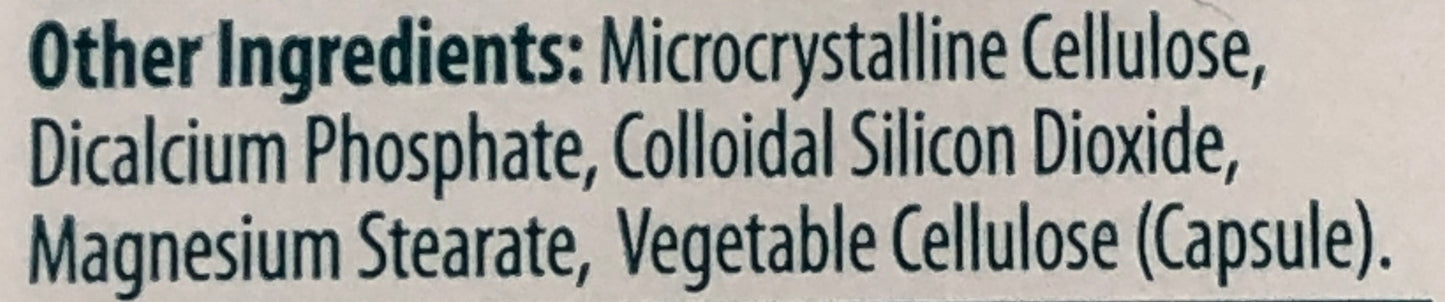 Other Ingredients: Microcrystalline Cellulose,
Dicalcium Phosphate, Colloidal Silicon Dioxide,
Magnesium Stearate, Vegetable Cellulose (Capsule).